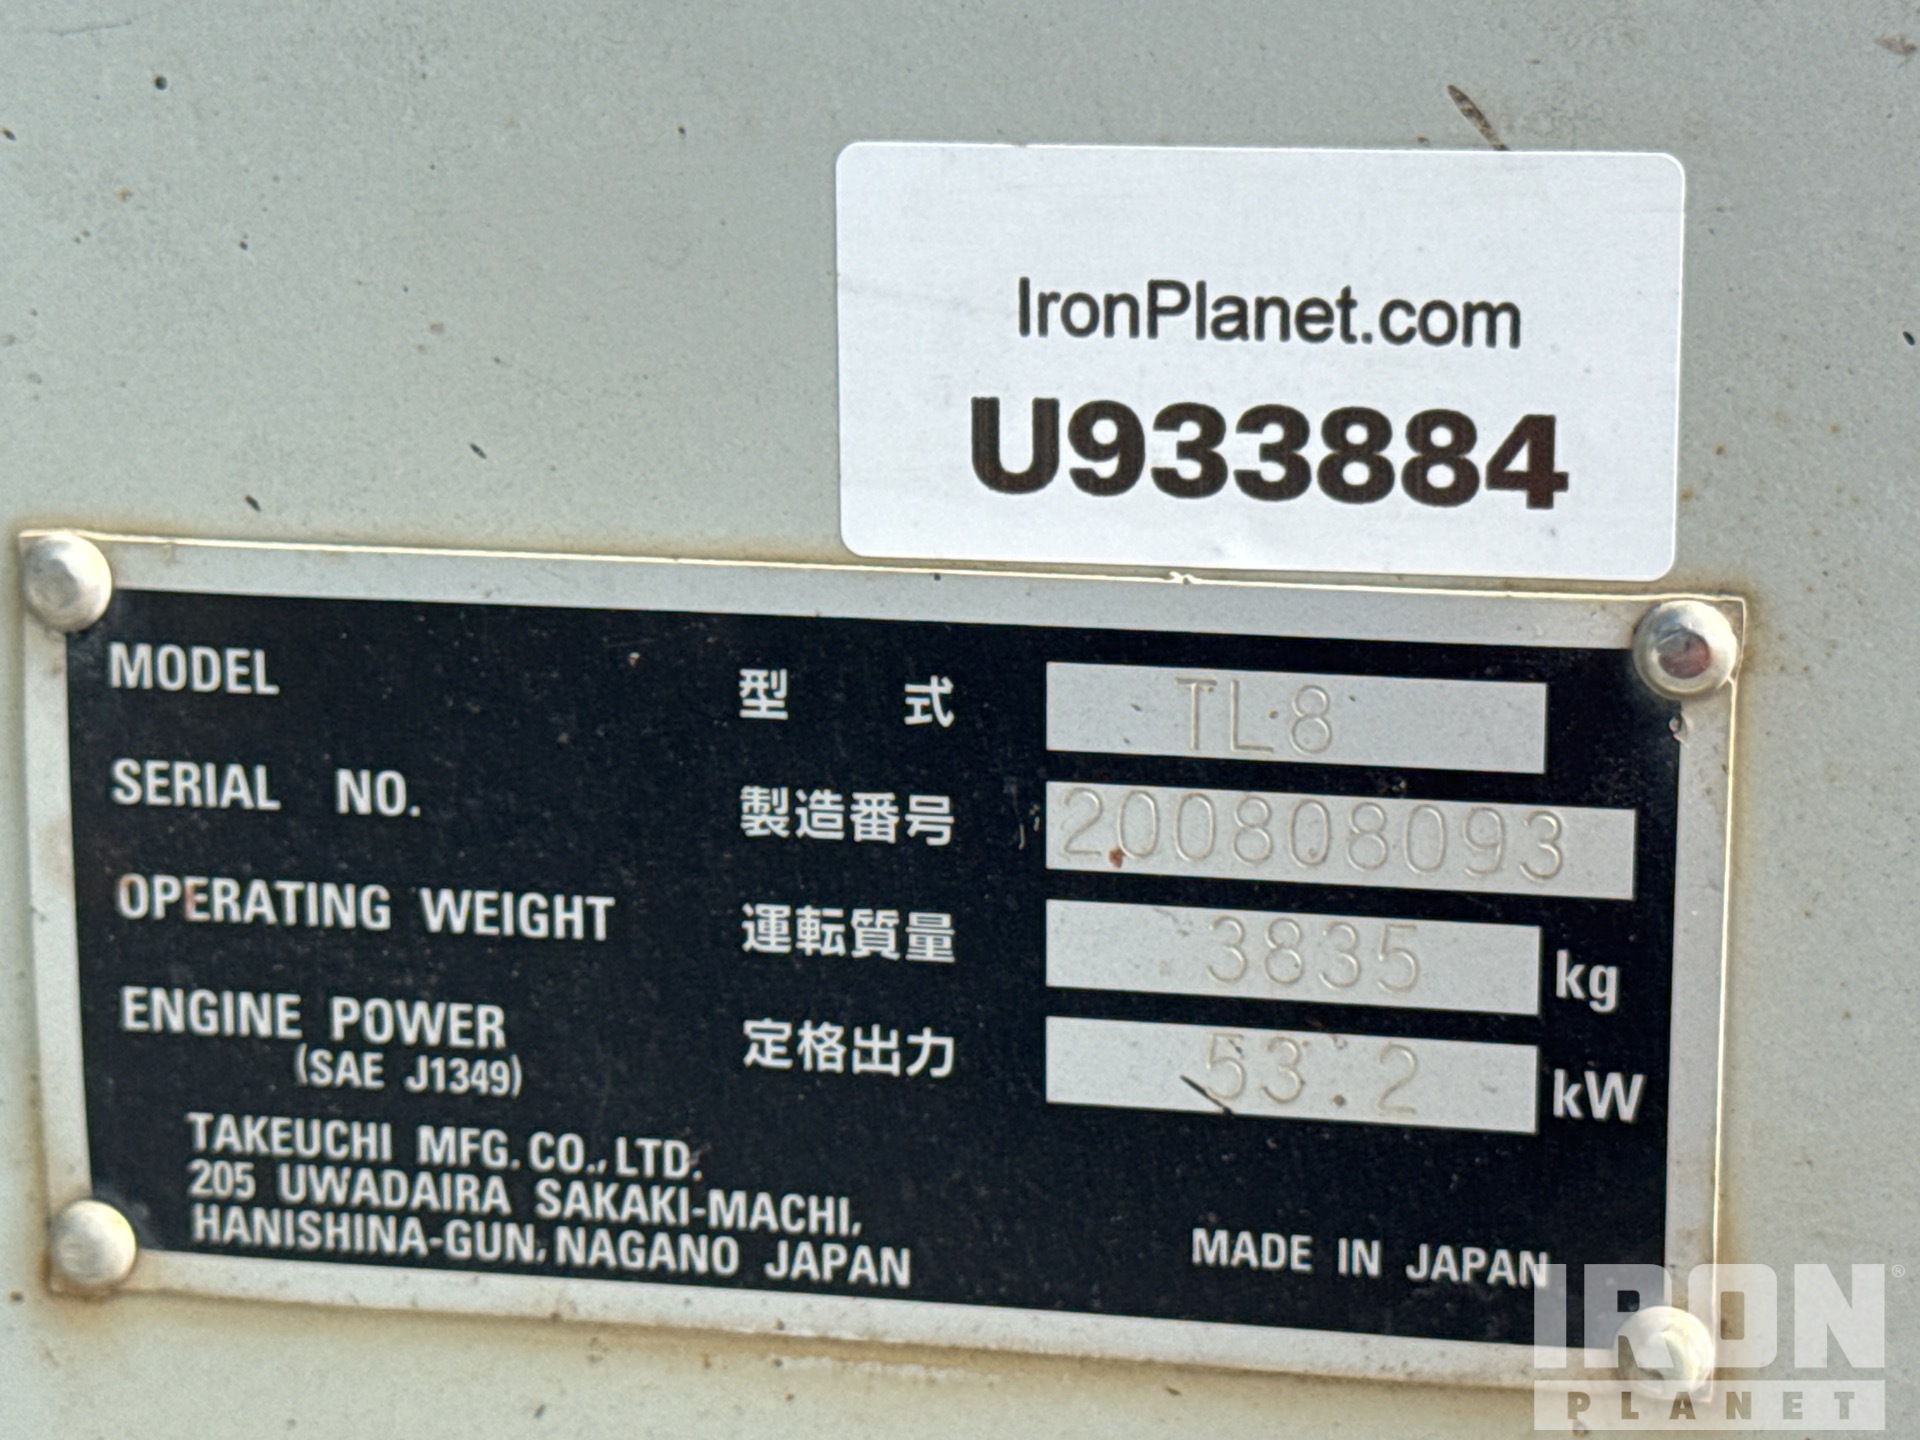 IronPlanet.com
U933884
MODEL 型 式 TL8
SERIAL NO. 製造番号 200808093
OPERATING WEIGHT 運転質量 3835 kg
ENGINE POWER 定格出力 53.2 kW
(SAE J1349)
TAKEUCHI MFG. CO., LTD.
205 UWADAIRA SAKAKI-MACHI,
HANISHINA-GUN, NAGANO JAPAN
MADE IN JAPAN
IRON®
PLANET